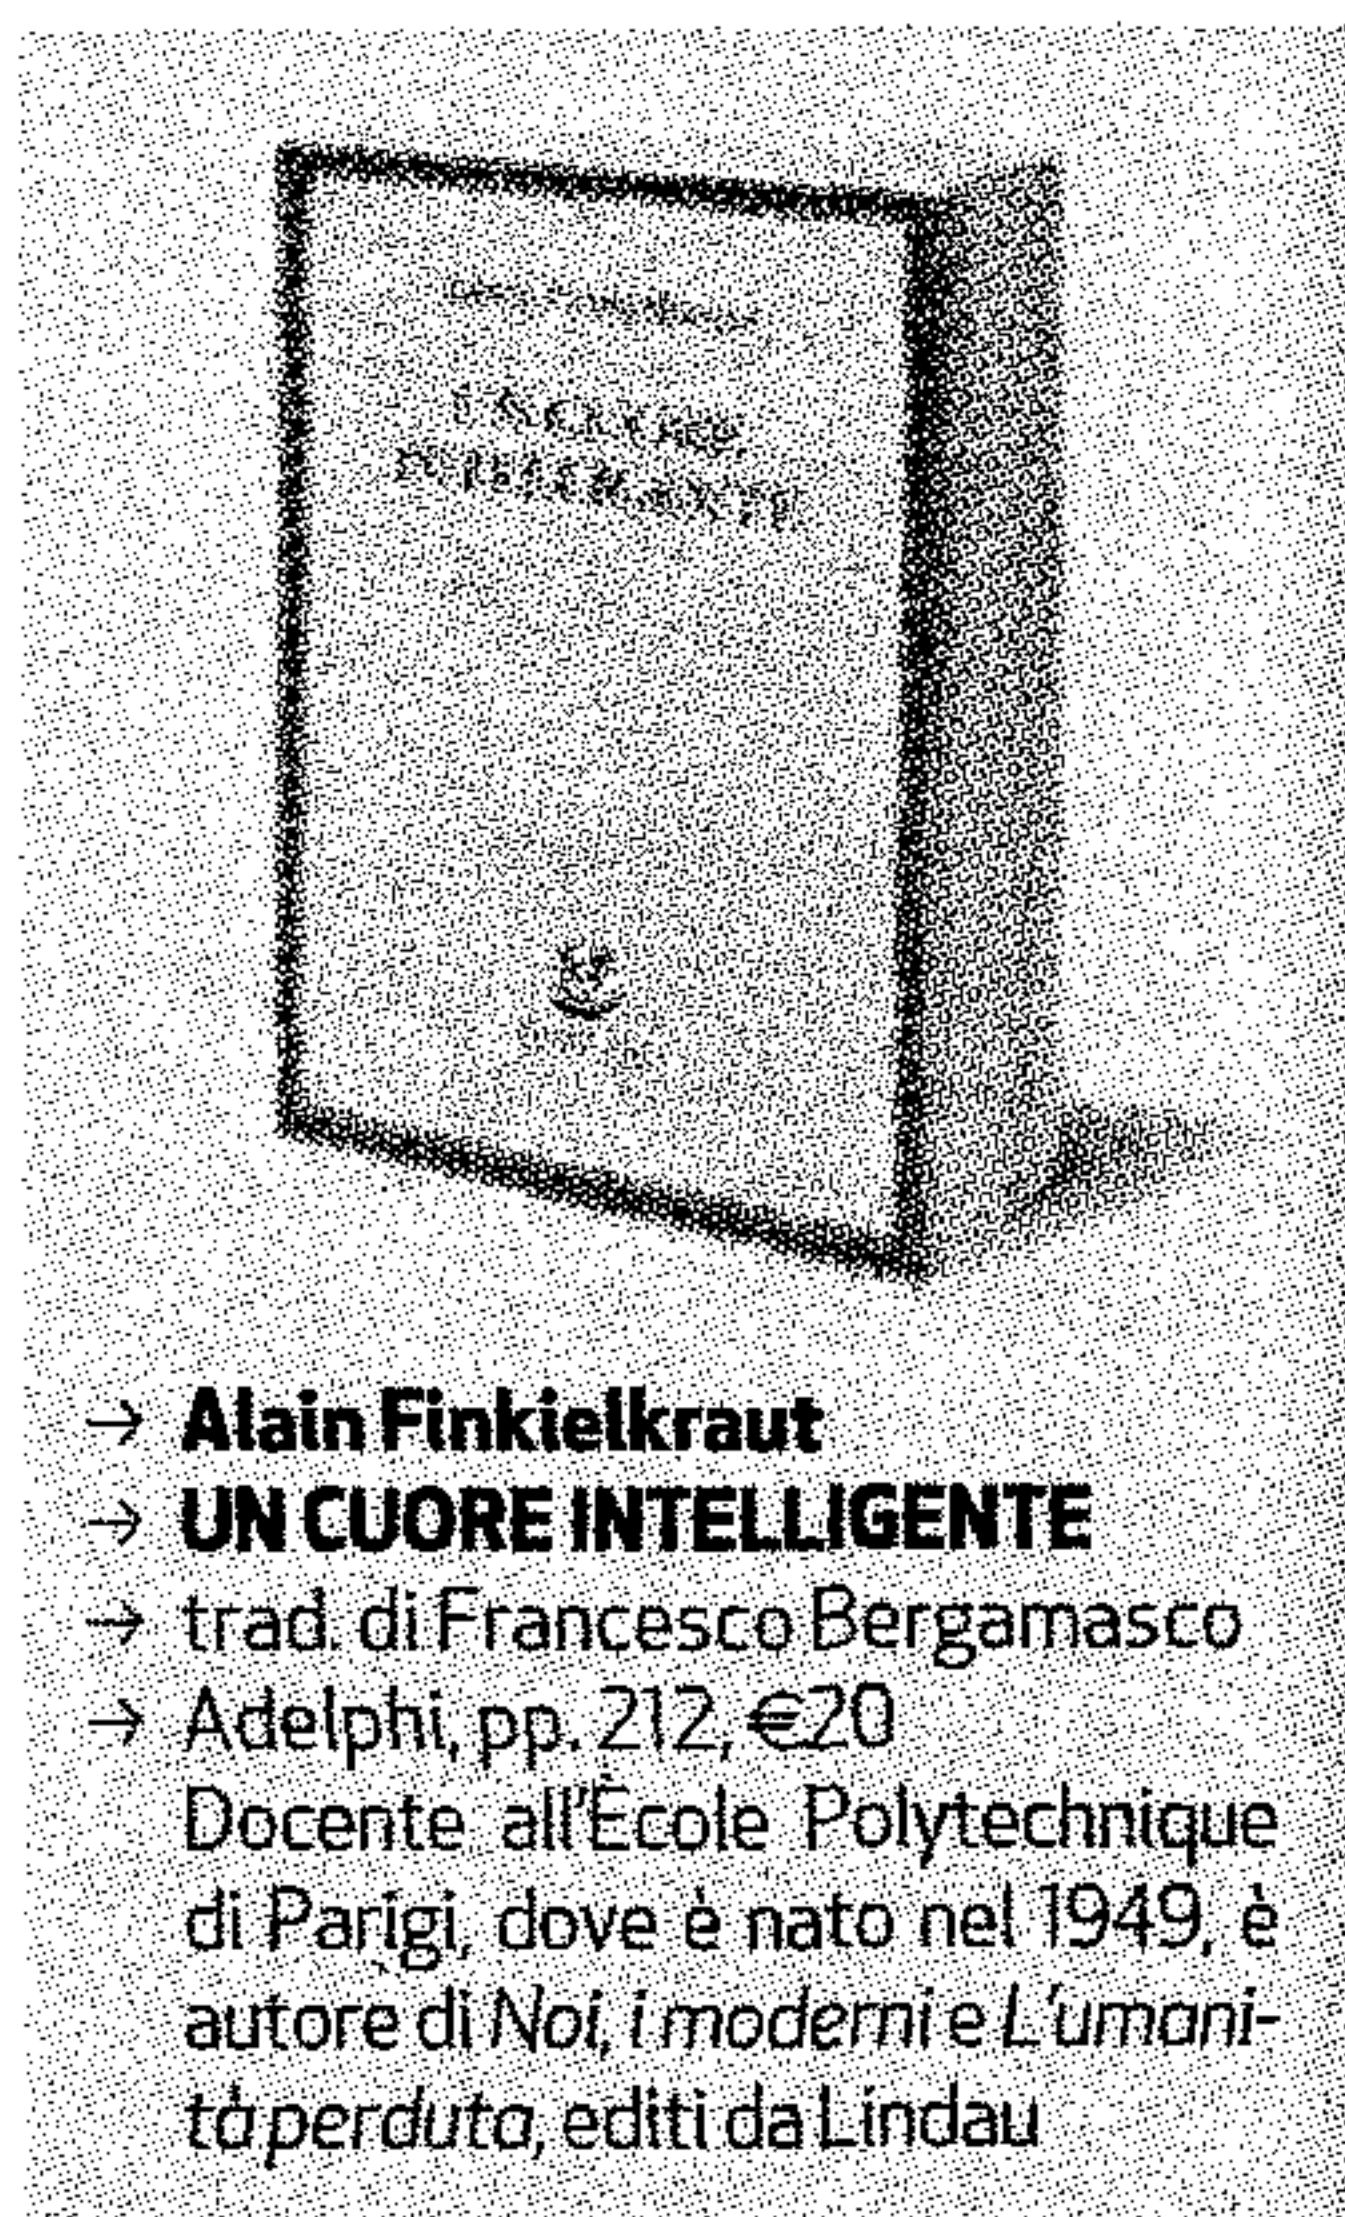 → Alain Finkielkraut
→ UN CUORE INTELLIGENTE
→ trad. di Francesco Bergamasco
→ Adelphi, pp. 212, €20
Docente all'École Polytechnique
di Parigi, dove è nato nel 1949, è
autore di Noi, i moderni e L'umani-
tà perduta, editi da Lindau